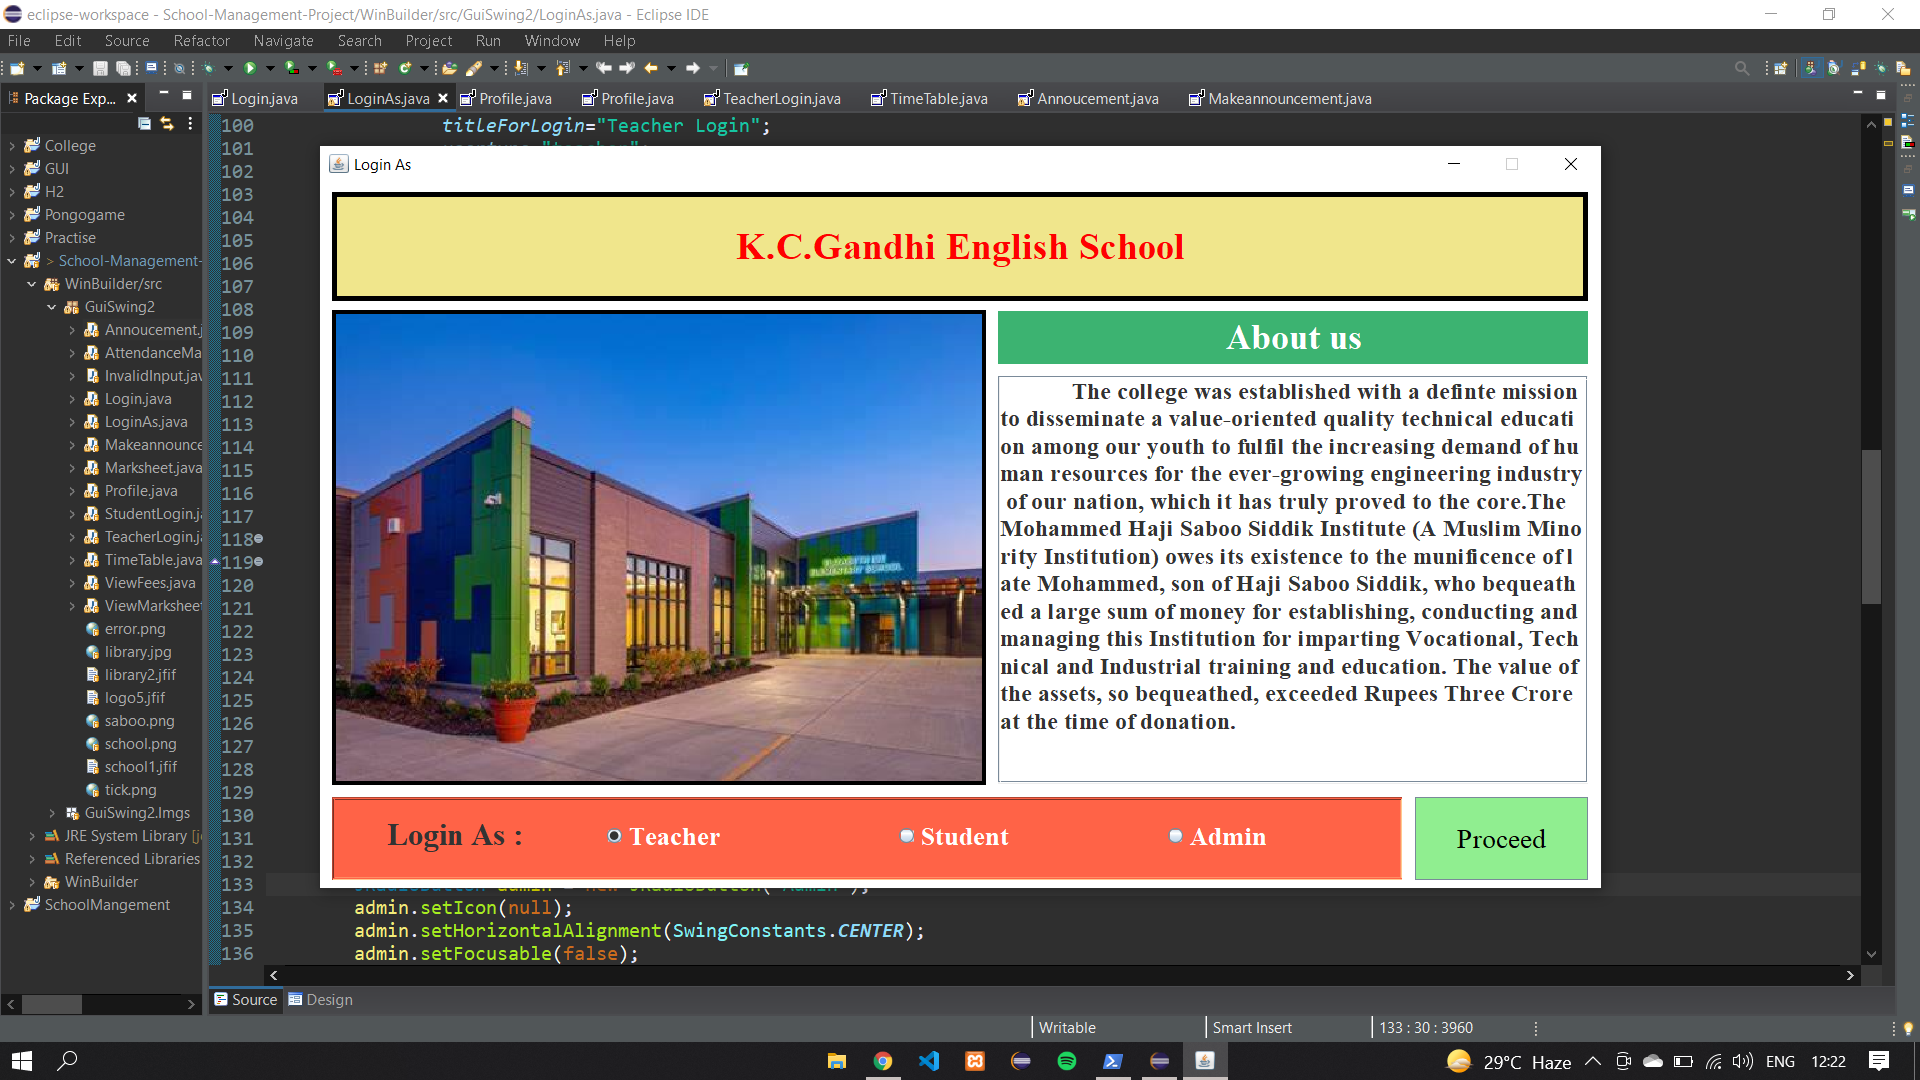 eclipse-workspace - School-Management-Project/WinBuilder/src/GuiSwing2/LoginAs.java - Eclipse IDE
File Edit Source Refactor Navigate Search Project Run Window Help
Package Exp...
Login.java LoginAs.java Profile.java Profile.java TeacherLogin.java TimeTable.java Annoucement.java Makeannouncement.java
College
GUI
H2
Pongogame
Practise
> School-Management-
WinBuilder/src
GuiSwing2
Annoucement.j
AttendanceMa
InvalidInput.jav
Login.java
LoginAs.java
Makeannounce
Marksheet.java
Profile.java
StudentLogin.j
TeacherLogin.j
TimeTable.java
ViewFees.java
ViewMarksheet
error.png
library.jpg
library2.jfif
logo5.jfif
saboo.png
school.png
school1.jfif
tick.png
GuiSwing2.Imgs
JRE System Library [j
Referenced Libraries
WinBuilder
SchoolMangement
100 titleForLogin="Teacher Login";
101
102
103
104
105
106
107
108
109
110
111
112
113
114
115
116
117
118
119
120
121
122
123
124
125
126
127
128
129
130
131
132
133
134 admin.setIcon(null);
135 admin.setHorizontalAlignment(SwingConstants.CENTER);
136 admin.setFocusable(false);
Login As
K.C.Gandhi English School
ELEMENTARY SCHOOL
About us
The college was established with a definte mission
to disseminate a value-oriented quality technical educati
on among our youth to fulfil the increasing demand of hu
man resources for the ever-growing engineering industry
of our nation, which it has truly proved to the core.The
Mohammed Haji Saboo Siddik Institute (A Muslim Mino
rity Institution) owes its existence to the munificence of l
ate Mohammed, son of Haji Saboo Siddik, who bequeath
ed a large sum of money for establishing, conducting and
managing this Institution for imparting Vocational, Tech
nical and Industrial training and education. The value of
the assets, so bequeathed, exceeded Rupees Three Crore
at the time of donation.
Login As : Teacher Student Admin
Proceed
Source Design
Writable Smart Insert 133 : 30 : 3960
29°C Haze ENG 12:22